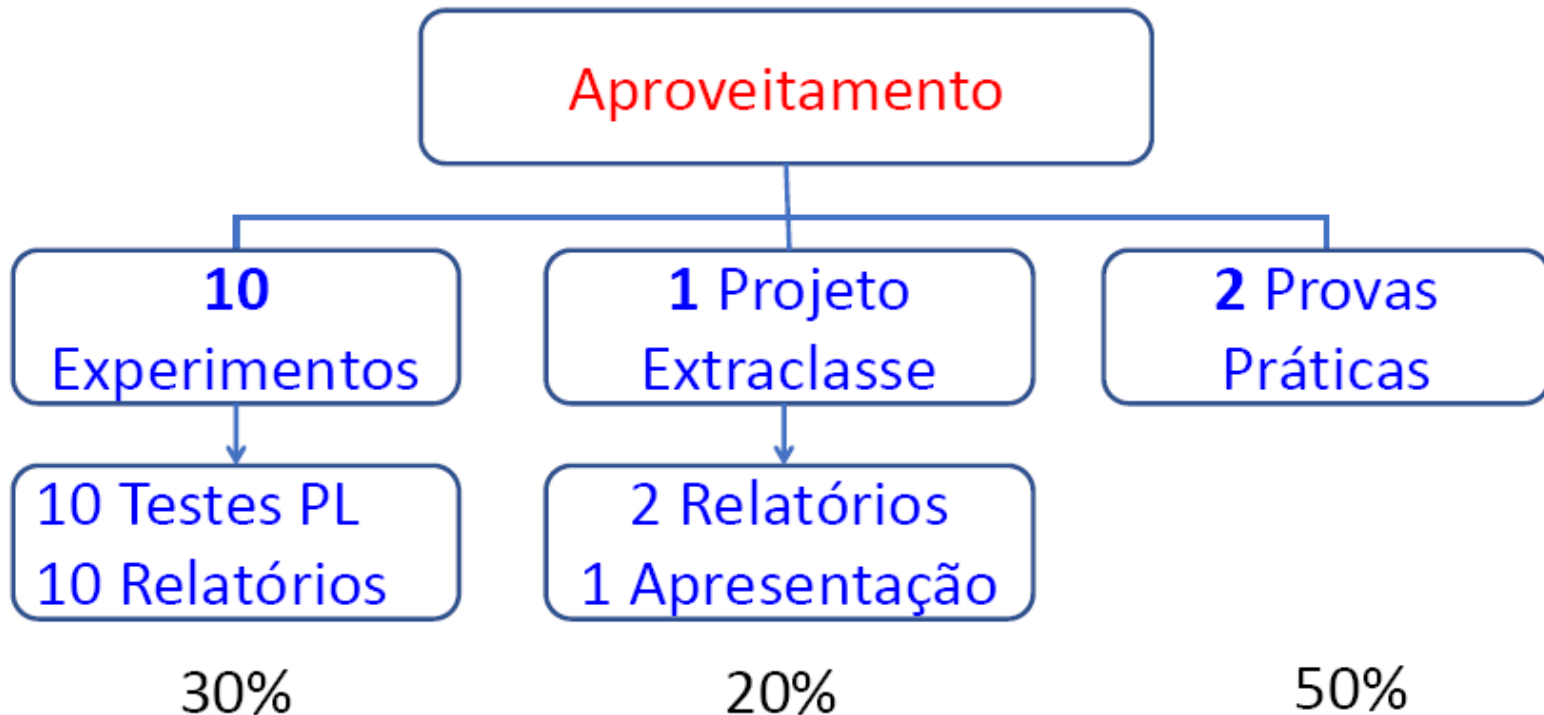 Aproveitamento
10
Experimentos
10 Testes PL
10 Relatórios
30%
1 Projeto
Extraclasse
2 Relatórios
1 Apresentação
20%
2 Provas
Práticas
50%